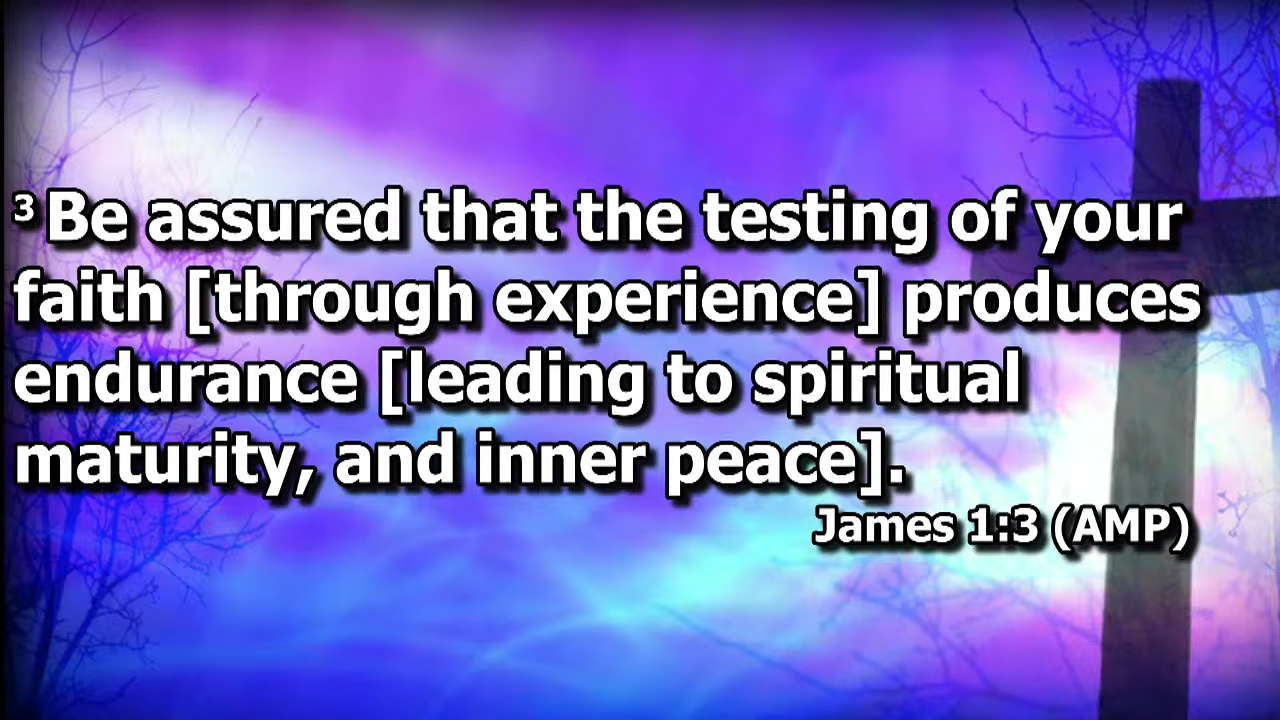 ³ Be assured that the testing of your
faith [through experience] produces
endurance [leading to spiritual
maturity, and inner peace].
James 1:3 (AMP)